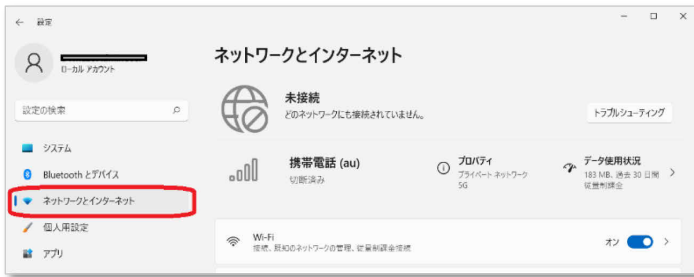 設定
ローカル アカウント
設定の検索
システム
Bluetooth とデバイス
ネットワークとインターネット
個人用設定
アプリ
ネットワークとインターネット
未接続
どのネットワークにも接続されていません。
トラブルシューティング
携帯電話 (au)
切断済み
プロパティ
プライベート ネットワーク
5G
データ使用状況
183 MB、過去 30 日間
従量制課金
Wi-Fi
接続、既知のネットワークの管理、従量制課金接続
オン